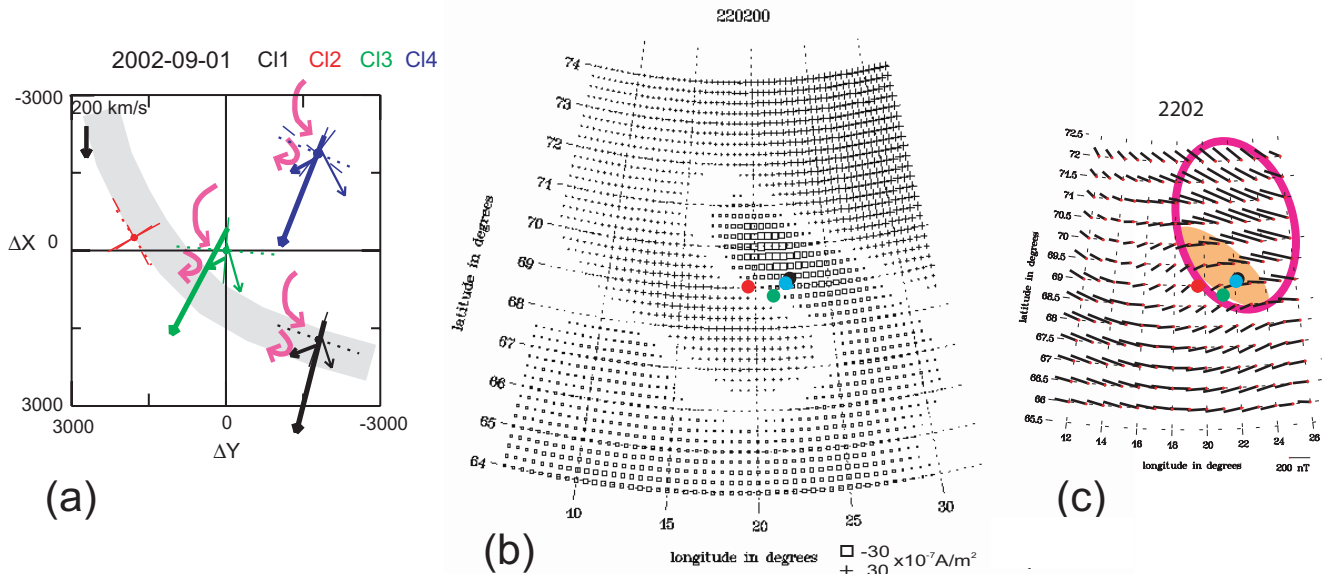 2002-09-01 Cl1 Cl2 Cl3 Cl4
-3000
200 km/s
ΔX 0
3000
3000 0 -3000
ΔY
(a)
220200
74
73
72
71
70
69
68
67
66
65
64
latitude in degrees
10 15 20 25 30
longitude in degrees
(b)
-30
x10⁻⁷A/m²
30
2202
72.5
72
71.5
71
70.5
70
69.5
69
68.5
68
67.5
67
66.5
66
65.5
latitude in degrees
12 14 16 18 20 22 24 26
longitude in degrees
200 nT
(c)